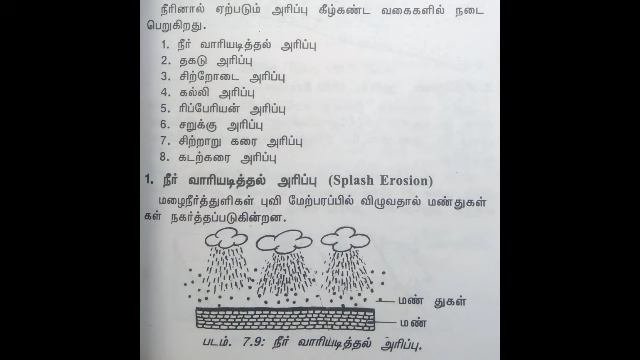 நீரினால் ஏற்படும் அரிப்பு கீழ்கண்ட வகைகளில் நடை
பெறுகிறது.
1. நீர் வாரியடித்தல் அரிப்பு
2. தகடு அரிப்பு
3. சிற்றோடை அரிப்பு
4. கல்லி அரிப்பு
5. ரிப்பேரியன் அரிப்பு
6. சறுக்கு அரிப்பு
7. சிற்றாறு கரை அரிப்பு
8. கடற்கரை அரிப்பு
1. நீர் வாரியடித்தல் அரிப்பு (Splash Erosion)
மழைநீர்த்துளிகள் புவி மேற்பரப்பில் விழுவதால் மண்துகள்
கள் நகர்த்தப்படுகின்றன.
மண் துகள்
மண்
படம். 7.9: நீர் வாரியடித்தல் அரிப்பு.